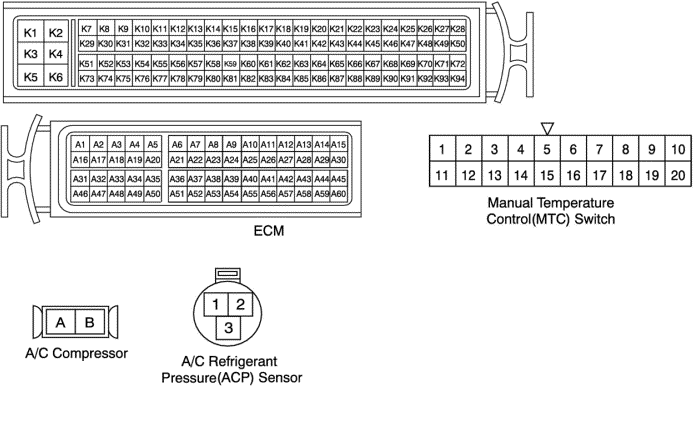 K1 K2 K7 K8 K9 K10 K11 K12 K13 K14 K15 K16 K17 K18 K19 K20 K21 K22 K23 K24 K25 K26 K27 K28
K29 K30 K31 K32 K33 K34 K35 K36 K37 K38 K39 K40 K41 K42 K43 K44 K45 K46 K47 K48 K49 K50
K3 K4
K51 K52 K53 K54 K55 K56 K57 K58 K59 K60 K61 K62 K63 K64 K65 K66 K67 K68 K69 K70 K71 K72
K5 K6 K73 K74 K75 K76 K77 K78 K79 K80 K81 K82 K83 K84 K85 K86 K87 K88 K89 K90 K91 K92 K93 K94
A1 A2 A3 A4 A5 A6 A7 A8 A9 A10 A11 A12 A13 A14 A15
A16 A17 A18 A19 A20 A21 A22 A23 A24 A25 A26 A27 A28 A29 A30
A31 A32 A33 A34 A35 A36 A37 A38 A39 A40 A41 A42 A43 A44 A45
A46 A47 A48 A49 A50 A51 A52 A53 A54 A55 A56 A57 A58 A59 A60
ECM
1 2 3 4 5 6 7 8 9 10
11 12 13 14 15 16 17 18 19 20
Manual Temperature
Control(MTC) Switch
A B
A/C Compressor
1 2
3
A/C Refrigerant
Pressure(ACP) Sensor